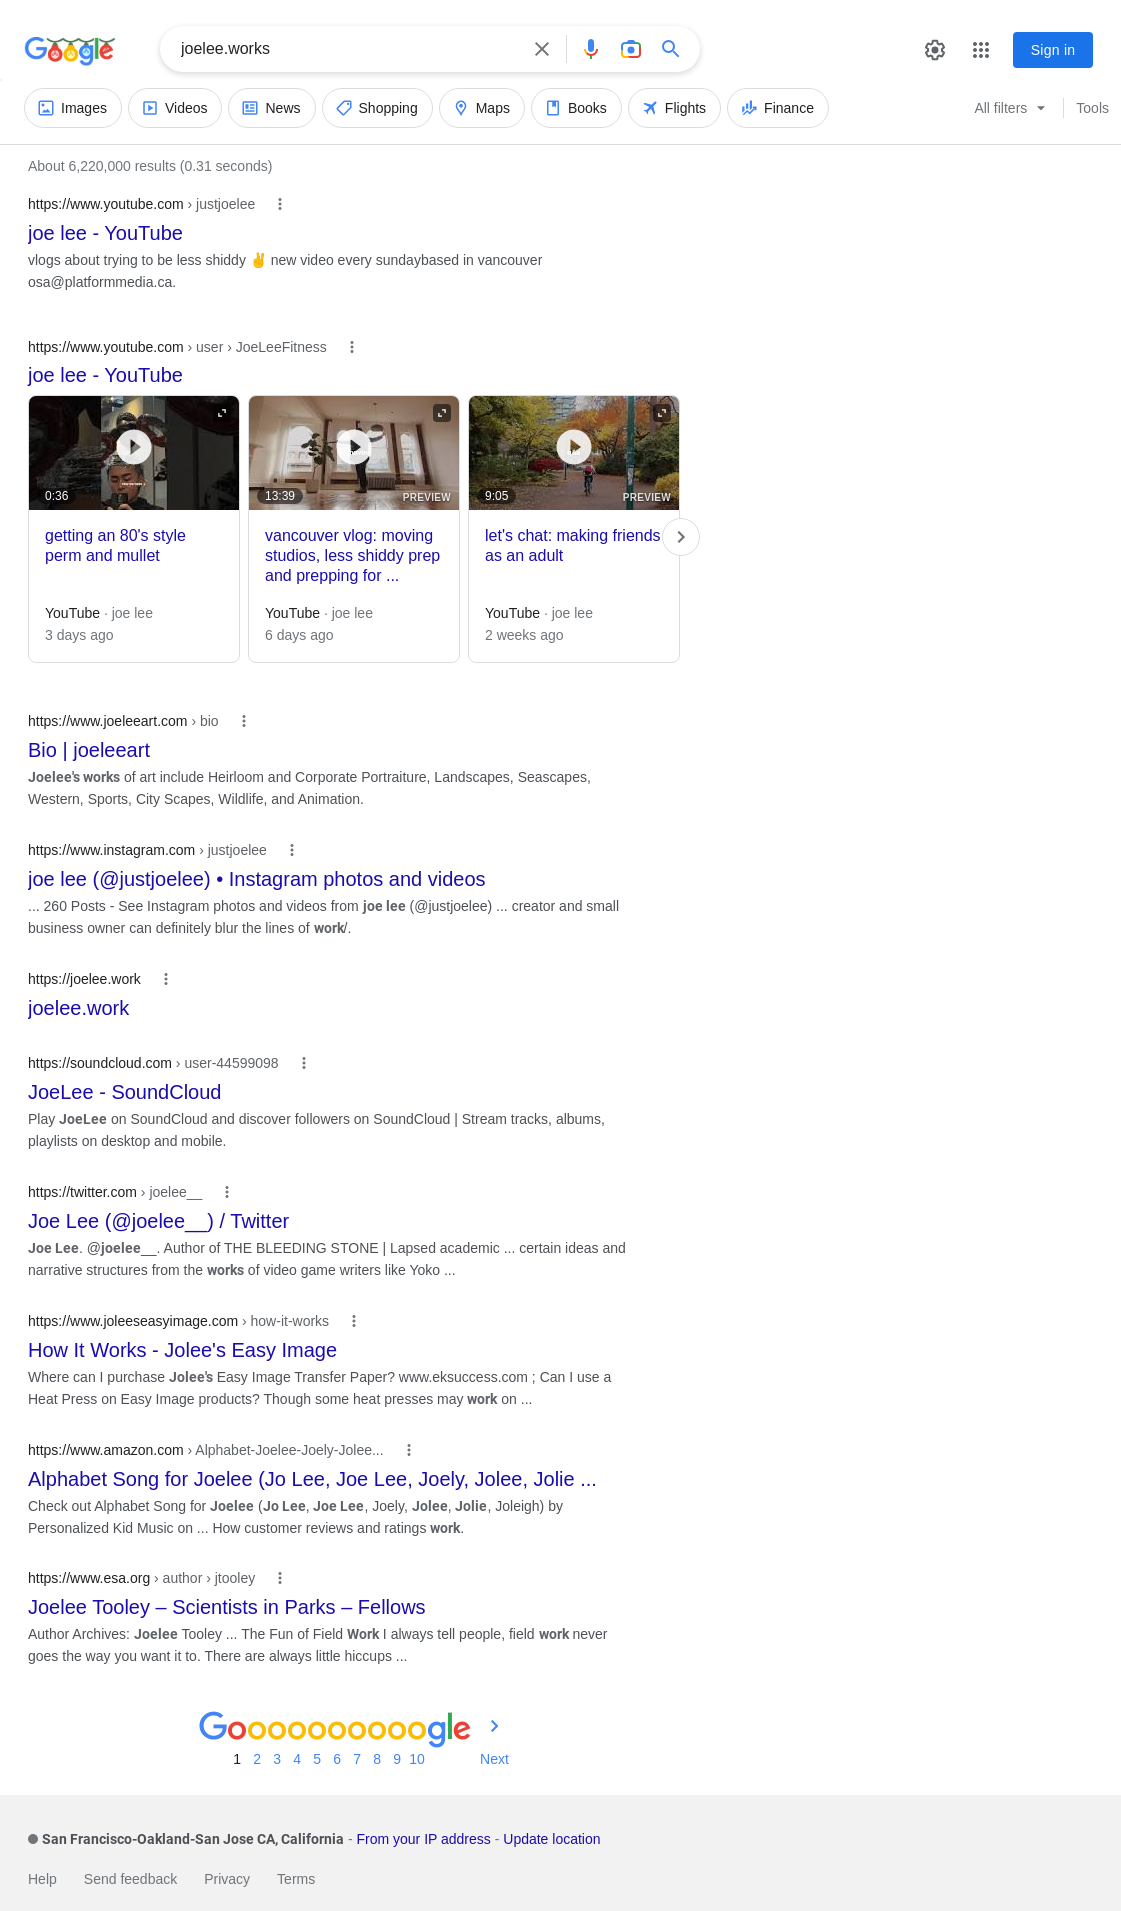 Google
joelee.works
Sign in
Images
Videos
News
Shopping
Maps
Books
Flights
Finance
All filters
Tools
About 6,220,000 results (0.31 seconds)
https://www.youtube.com › justjoelee
joe lee - YouTube
vlogs about trying to be less shiddy ✌ new video every sundaybased in vancouver
osa@platformmedia.ca.
https://www.youtube.com › user › JoeLeeFitness
joe lee - YouTube
0:36
13:39
PREVIEW
9:05
PREVIEW
getting an 80's style
perm and mullet
vancouver vlog: moving
studios, less shiddy prep
and prepping for ...
let's chat: making friends
as an adult
YouTube · joe lee
3 days ago
YouTube · joe lee
6 days ago
YouTube · joe lee
2 weeks ago
https://www.joeleeart.com › bio
Bio | joeleeart
Joelee's works of art include Heirloom and Corporate Portraiture, Landscapes, Seascapes,
Western, Sports, City Scapes, Wildlife, and Animation.
https://www.instagram.com › justjoelee
joe lee (@justjoelee) • Instagram photos and videos
... 260 Posts - See Instagram photos and videos from joe lee (@justjoelee) ... creator and small
business owner can definitely blur the lines of work/.
https://joelee.work
joelee.work
https://soundcloud.com › user-44599098
JoeLee - SoundCloud
Play JoeLee on SoundCloud and discover followers on SoundCloud | Stream tracks, albums,
playlists on desktop and mobile.
https://twitter.com › joelee__
Joe Lee (@joelee__) / Twitter
Joe Lee. @joelee__. Author of THE BLEEDING STONE | Lapsed academic ... certain ideas and
narrative structures from the works of video game writers like Yoko ...
https://www.joleeseasyimage.com › how-it-works
How It Works - Jolee's Easy Image
Where can I purchase Jolee's Easy Image Transfer Paper? www.eksuccess.com ; Can I use a
Heat Press on Easy Image products? Though some heat presses may work on ...
https://www.amazon.com › Alphabet-Joelee-Joely-Jolee...
Alphabet Song for Joelee (Jo Lee, Joe Lee, Joely, Jolee, Jolie ...
Check out Alphabet Song for Joelee (Jo Lee, Joe Lee, Joely, Jolee, Jolie, Joleigh) by
Personalized Kid Music on ... How customer reviews and ratings work.
https://www.esa.org › author › jtooley
Joelee Tooley – Scientists in Parks – Fellows
Author Archives: Joelee Tooley ... The Fun of Field Work I always tell people, field work never
goes the way you want it to. There are always little hiccups ...
Goooooooooogle
1 2 3 4 5 6 7 8 9 10 Next
San Francisco-Oakland-San Jose CA, California - From your IP address - Update location
Help
Send feedback
Privacy
Terms